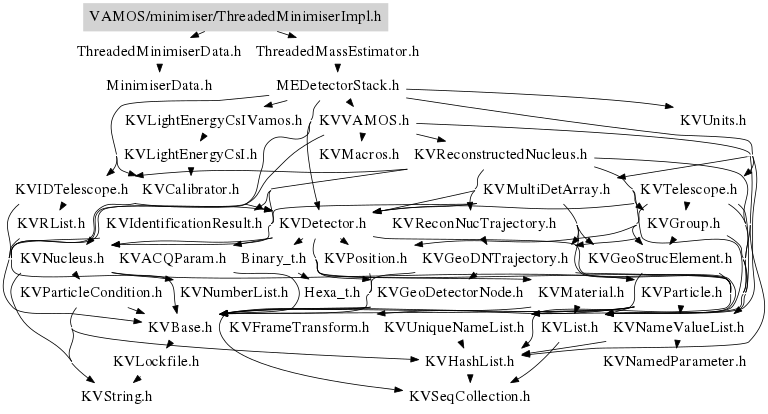 VAMOS/minimiser/ThreadedMinimiserImpl.h
ThreadedMinimiserData.h ThreadedMassEstimator.h
MinimiserData.h MEDetectorStack.h
KVLightEnergyCsIVamos.h KVVAMOS.h KVUnits.h
KVLightEnergyCsI.h KVMacros.h KVReconstructedNucleus.h
KVIDTelescope.h KVCalibrator.h KVMultiDetArray.h KVTelescope.h
KVRList.h KVIdentificationResult.h KVDetector.h KVReconNucTrajectory.h KVGroup.h
KVNucleus.h KVACQParam.h Binary_t.h KVPosition.h KVGeoDNTrajectory.h KVGeoStrucElement.h
KVParticleCondition.h KVNumberList.h Hexa_t.h KVGeoDetectorNode.h KVMaterial.h KVParticle.h
KVBase.h KVFrameTransform.h KVUniqueNameList.h KVList.h KVNameValueList.h
KVLockfile.h KVHashList.h KVNamedParameter.h
KVString.h KVSeqCollection.h